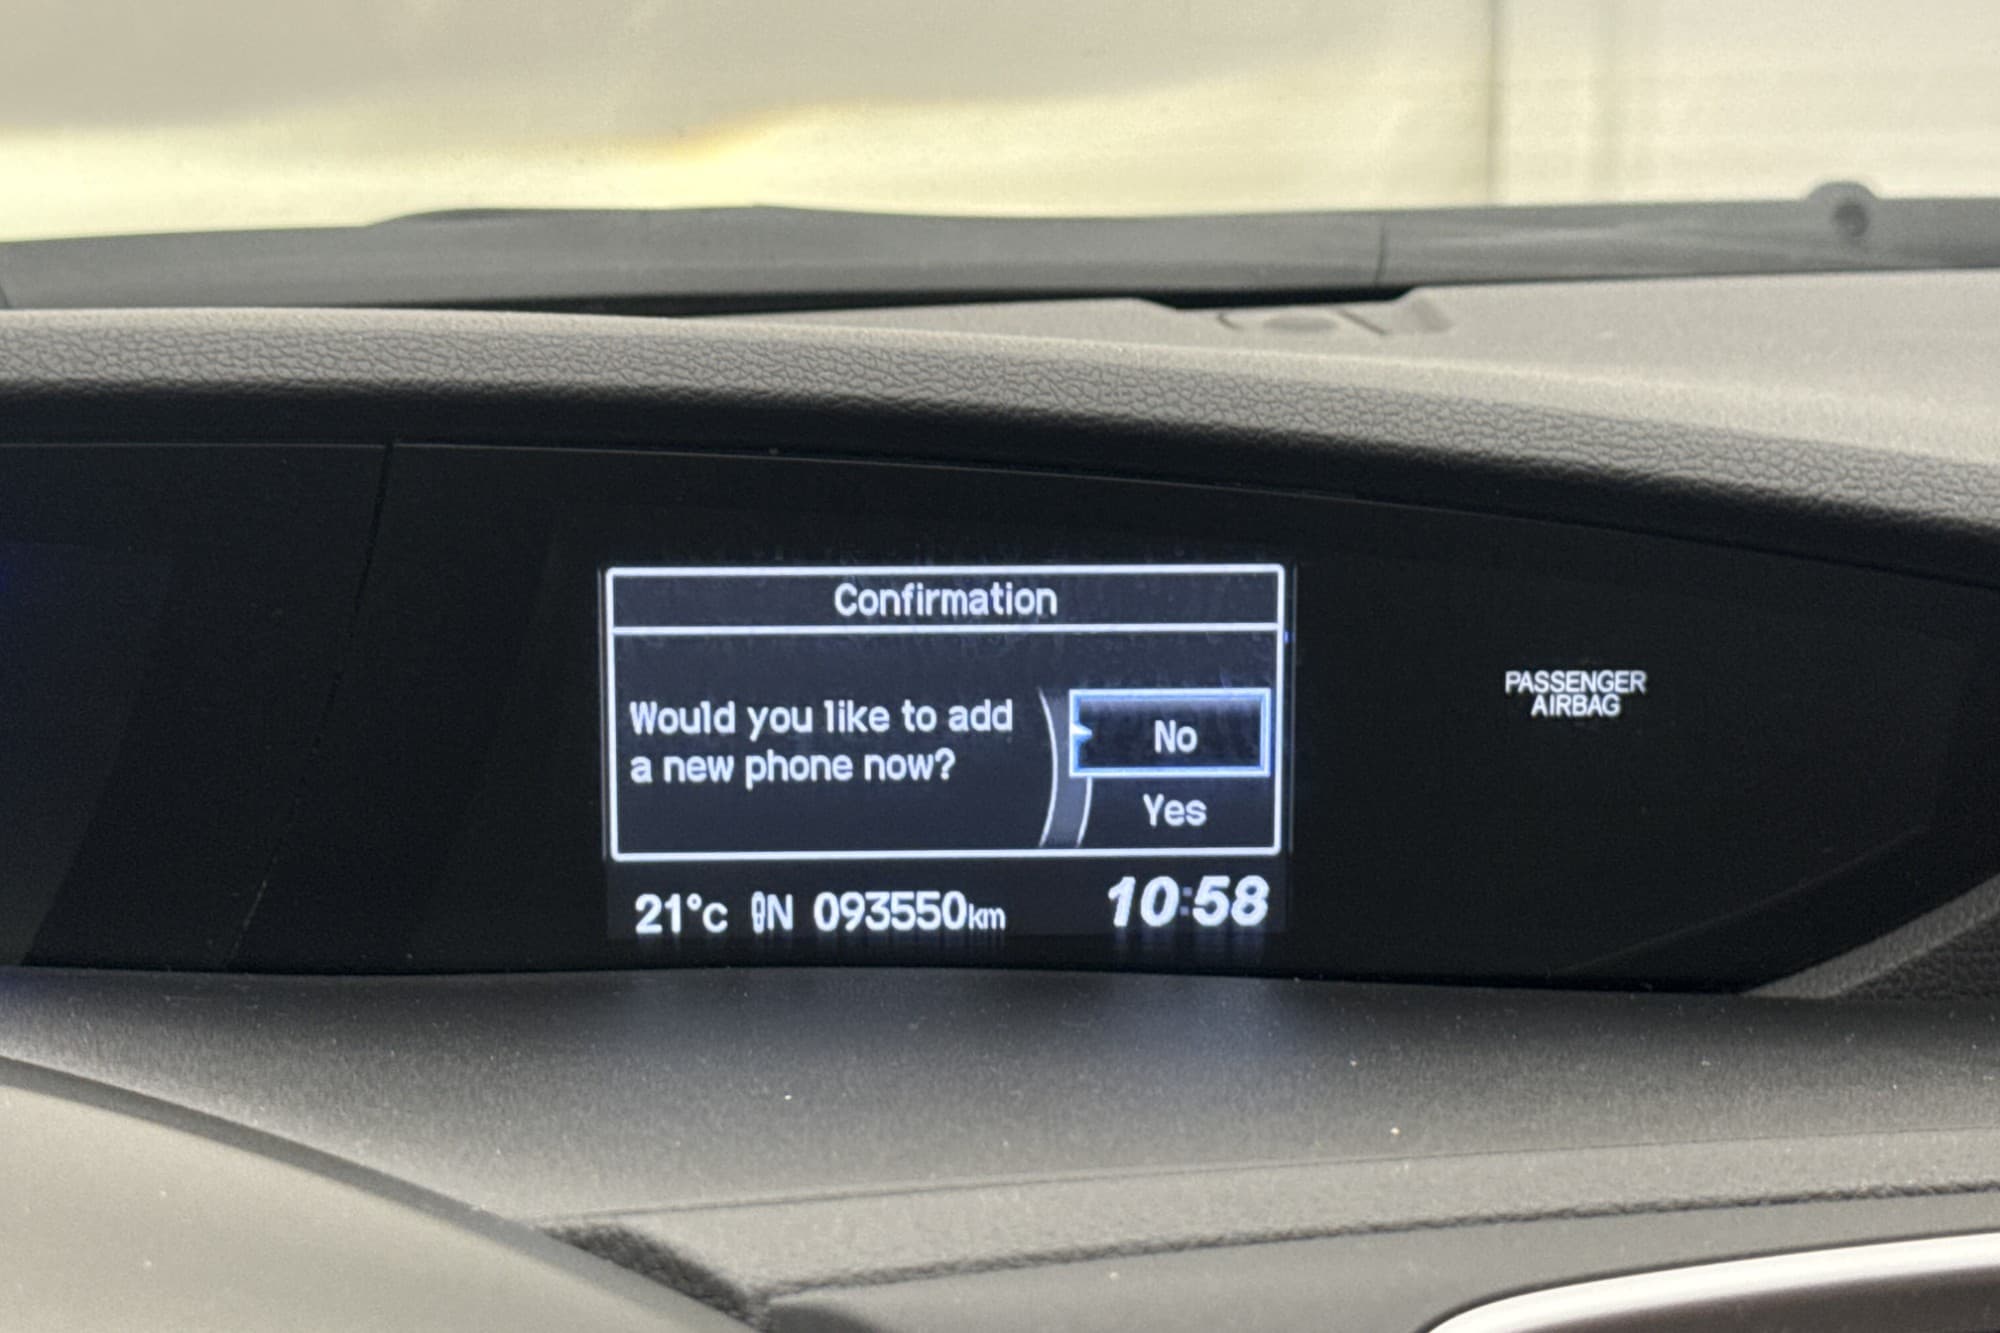 Confirmation
Would you like to add
a new phone now?
No
Yes
21°C N 093550km
10:58
PASSENGER
AIRBAG